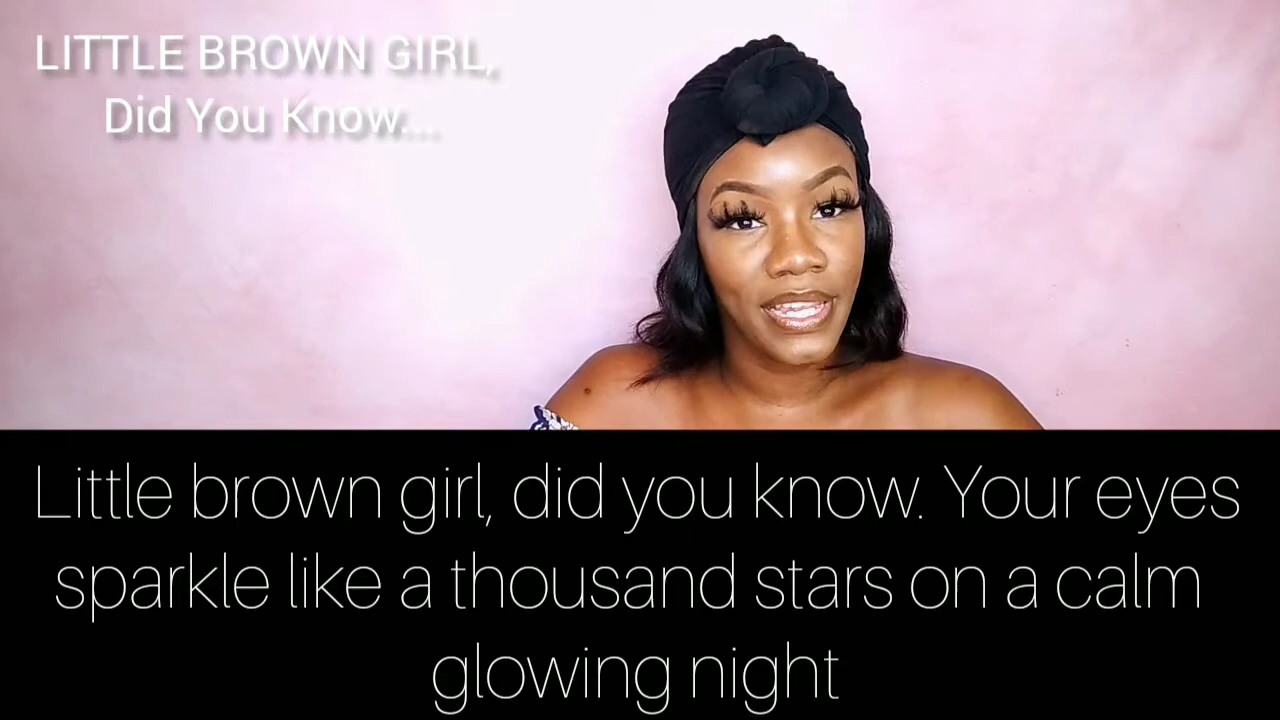 LITTLE BROWN GIRL,
Did You Know...
Little brown girl, did you know. Your eyes
sparkle like a thousand stars on a calm
glowing night